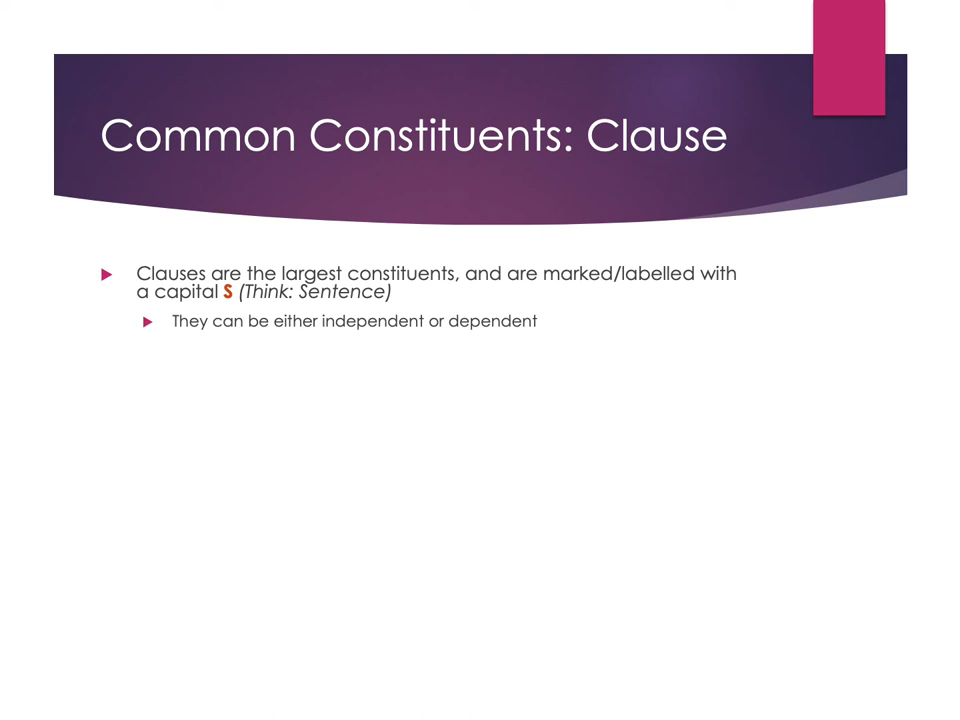 Common Constituents: Clause
Clauses are the largest constituents, and are marked/labelled with
a capital S (Think: Sentence)
They can be either independent or dependent